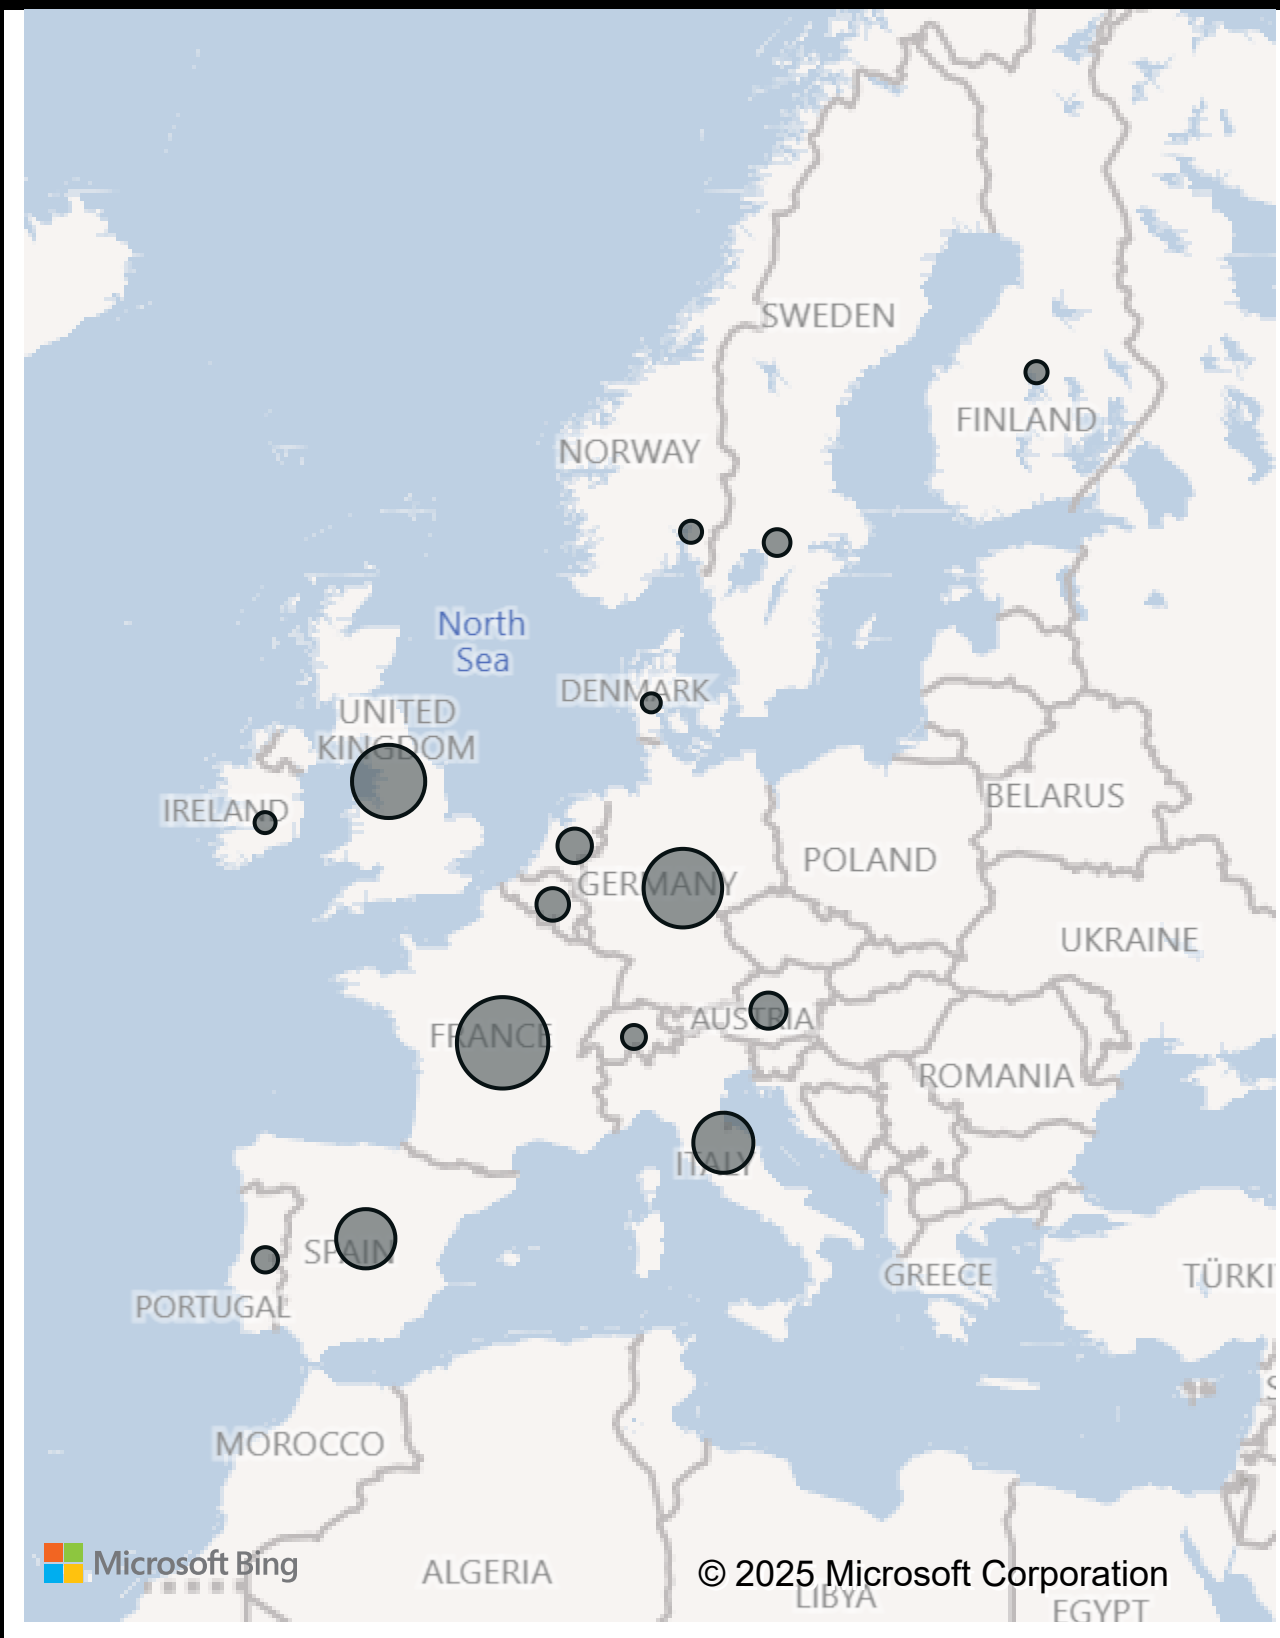 SWEDEN
FINLAND
NORWAY
North
Sea
DENMARK
UNITED
KINGDOM
IRELAND
BELARUS
POLAND
GERMANY
UKRAINE
FRANCE
AUSTRIA
ROMANIA
ITALY
SPAIN
GREECE
TÜRKI
PORTUGAL
S
MOROCCO
Microsoft Bing
ALGERIA
© 2025 Microsoft Corporation
LIBYA
EGYPT